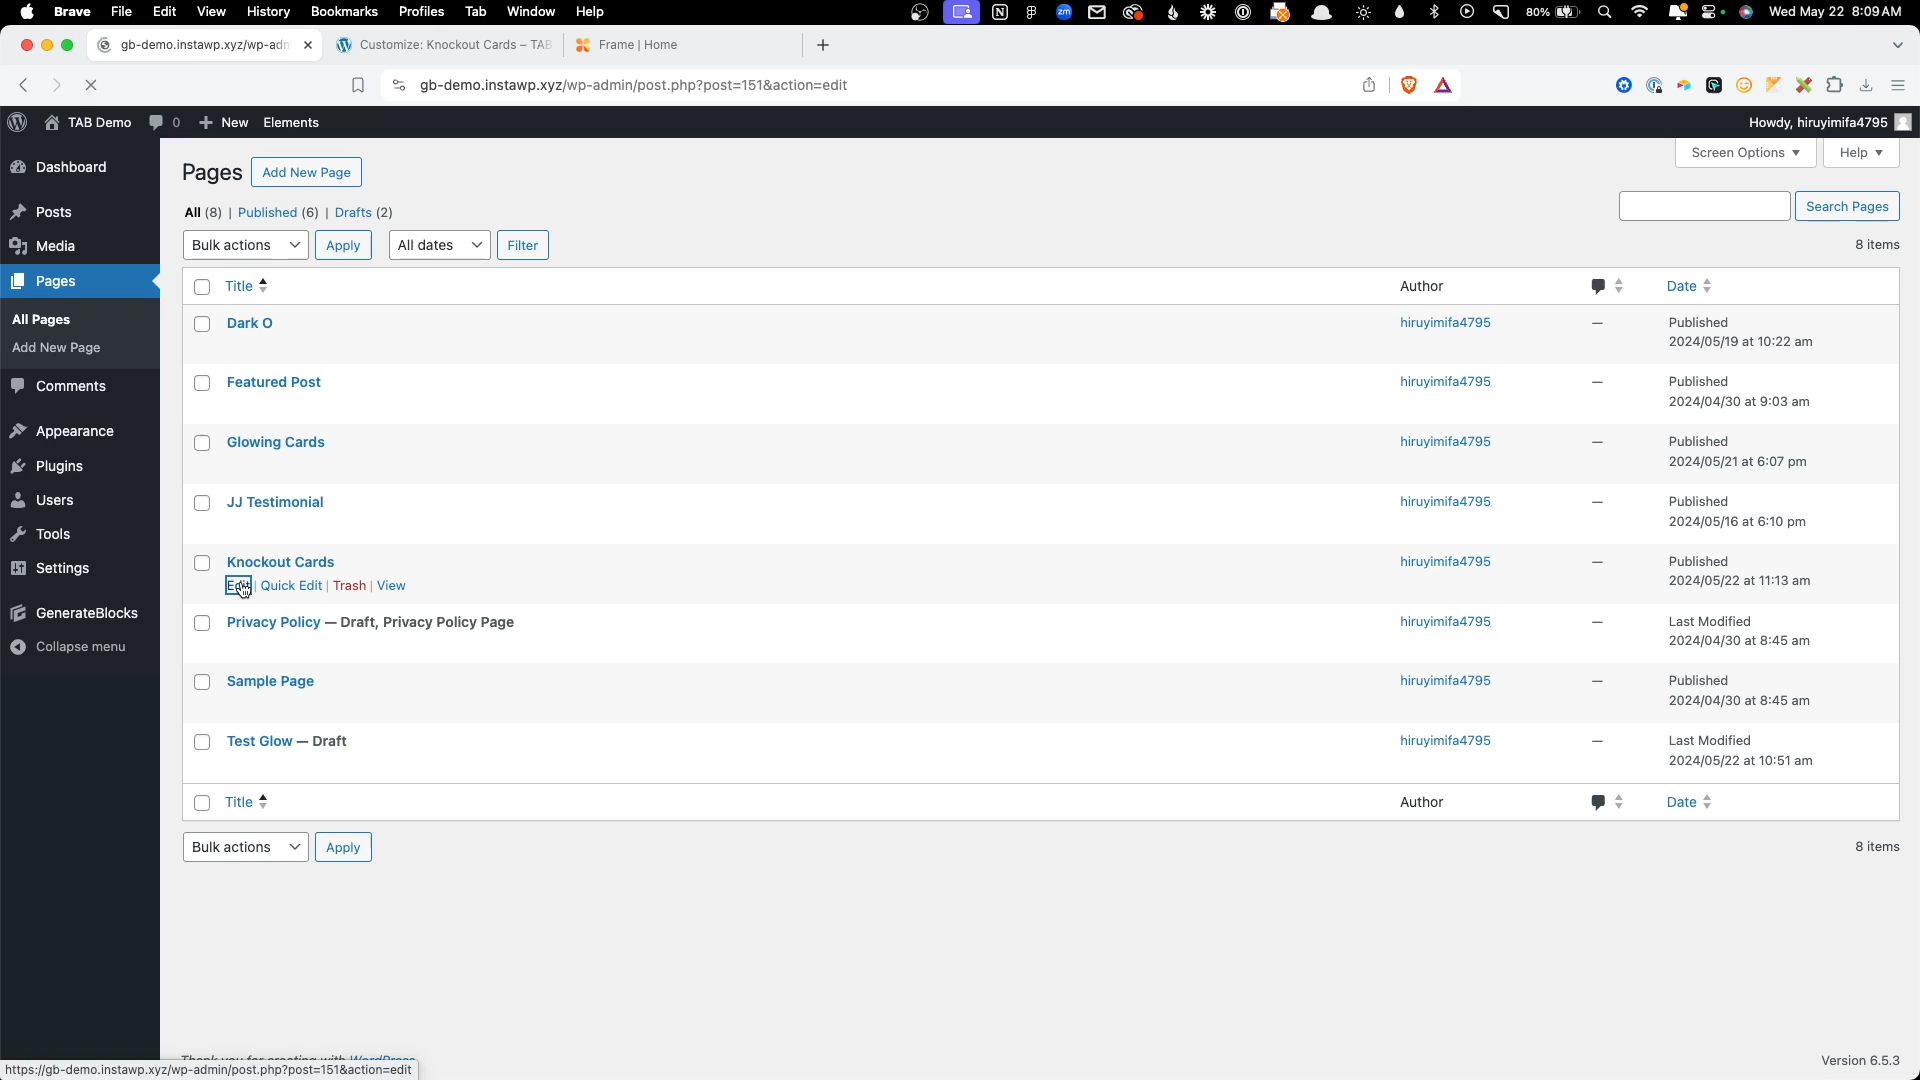 Brave File Edit View History Bookmarks Profiles Tab Window Help 80% Wed May 22 8:09 AM
gb-demo.instawp.xyz/wp-adm Customize: Knockout Cards – TAB Frame | Home
gb-demo.instawp.xyz/wp-admin/post.php?post=151&action=edit
TAB Demo 0 New Elements Howdy, hiruyimifa4795
Dashboard
Posts
Media
Pages
All Pages
Add New Page
Comments
Appearance
Plugins
Users
Tools
Settings
GenerateBlocks
Collapse menu
Screen Options Help
Pages Add New Page
All (8) | Published (6) | Drafts (2)
Search Pages
Bulk actions Apply All dates Filter 8 items
Title Author Date
Dark O hiruyimifa4795 — Published
2024/05/19 at 10:22 am
Featured Post hiruyimifa4795 — Published
2024/04/30 at 9:03 am
Glowing Cards hiruyimifa4795 — Published
2024/05/21 at 6:07 pm
JJ Testimonial hiruyimifa4795 — Published
2024/05/16 at 6:10 pm
Knockout Cards hiruyimifa4795 — Published
Edit | Quick Edit | Trash | View 2024/05/22 at 11:13 am
Privacy Policy — Draft, Privacy Policy Page hiruyimifa4795 — Last Modified
2024/04/30 at 8:45 am
Sample Page hiruyimifa4795 — Published
2024/04/30 at 8:45 am
Test Glow — Draft hiruyimifa4795 — Last Modified
2024/05/22 at 10:51 am
Title Author Date
Bulk actions Apply 8 items
Thank you for creating with WordPress
Version 6.5.3
https://gb-demo.instawp.xyz/wp-admin/post.php?post=151&action=edit